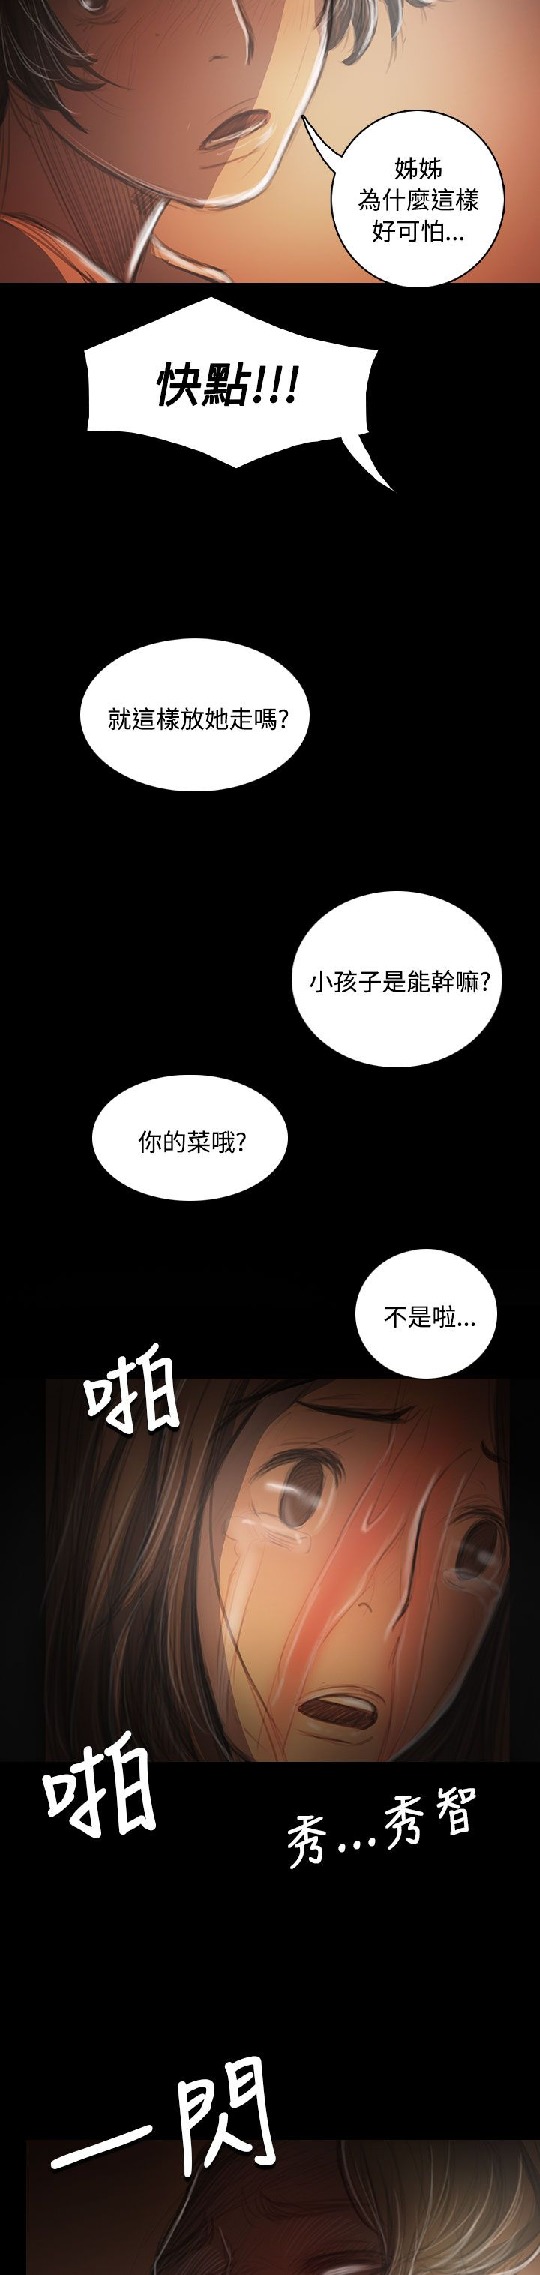 姊姊
為什麼這樣
好可怕...
快點!!!
就這樣放她走嗎?
小孩子是能幹嘛?
你的菜哦?
不是啦...
啪
啪
秀...秀智
一閃